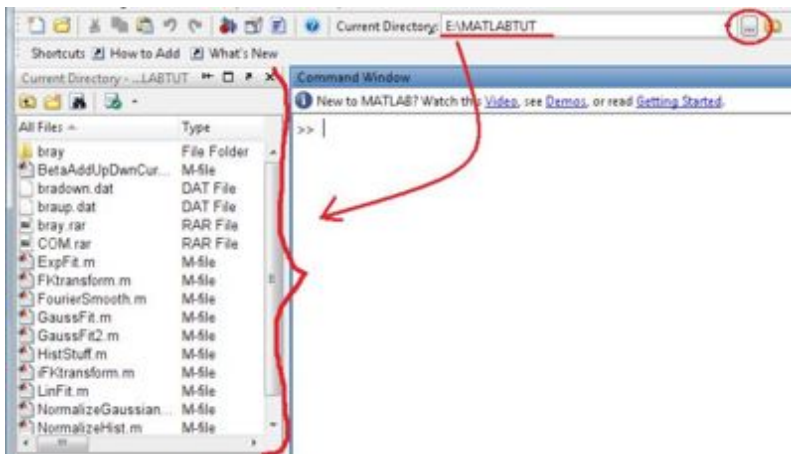 Current Directory: E:\MATLABTUT
Shortcuts How to Add What's New
Current Directory - ...LABTUT
Command Window
New to MATLAB? Watch this Video, see Demos, or read Getting Started.
All Files Type
>>
bray File Folder
BetaAddUpDwnCur... M-file
bradown.dat DAT File
braup.dat DAT File
bray.rar RAR File
COM.rar RAR File
ExpFit.m M-file
FKtransform.m M-file
FourierSmooth.m M-file
GaussFit.m M-file
GaussFit2.m M-file
HistStuff.m M-file
iFKtransform.m M-file
LinFit.m M-file
NormalizeGaussian... M-file
NormalizeHist.m M-file